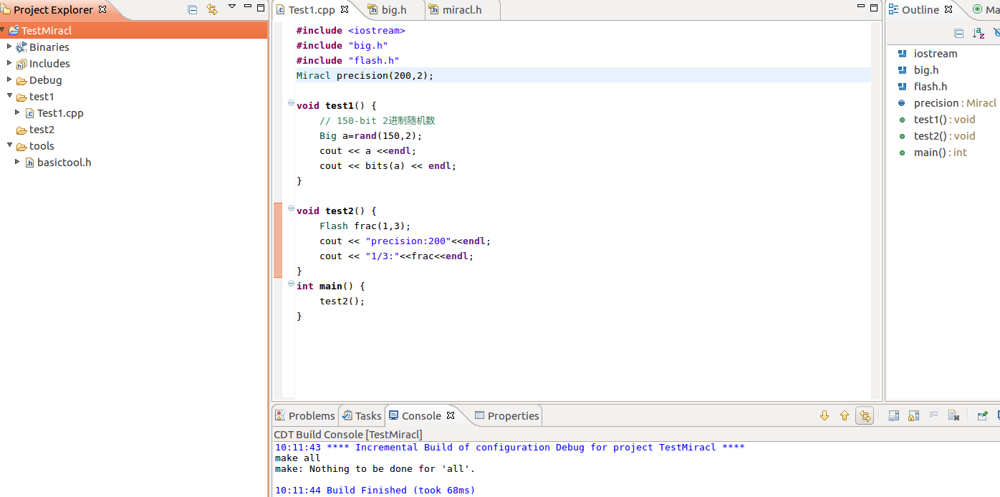 Project Explorer
TestMiracl
Binaries
Includes
Debug
test1
Test1.cpp
test2
tools
basictool.h
Test1.cpp
big.h
miracl.h
#include <iostream>
#include "big.h"
#include "flash.h"
Miracl precision(200,2);
void test1() {
// 150-bit 2进制随机数
Big a=rand(150,2);
cout << a <<endl;
cout << bits(a) << endl;
}
void test2() {
Flash frac(1,3);
cout << "precision:200"<<endl;
cout << "1/3:"<<frac<<endl;
}
int main() {
test2();
}
Outline
Ma
iostream
big.h
flash.h
precision : Miracl
test1() : void
test2() : void
main() : int
Problems
Tasks
Console
Properties
CDT Build Console [TestMiracl]
10:11:43 **** Incremental Build of configuration Debug for project TestMiracl ****
make all
make: Nothing to be done for 'all'.
10:11:44 Build Finished (took 68ms)